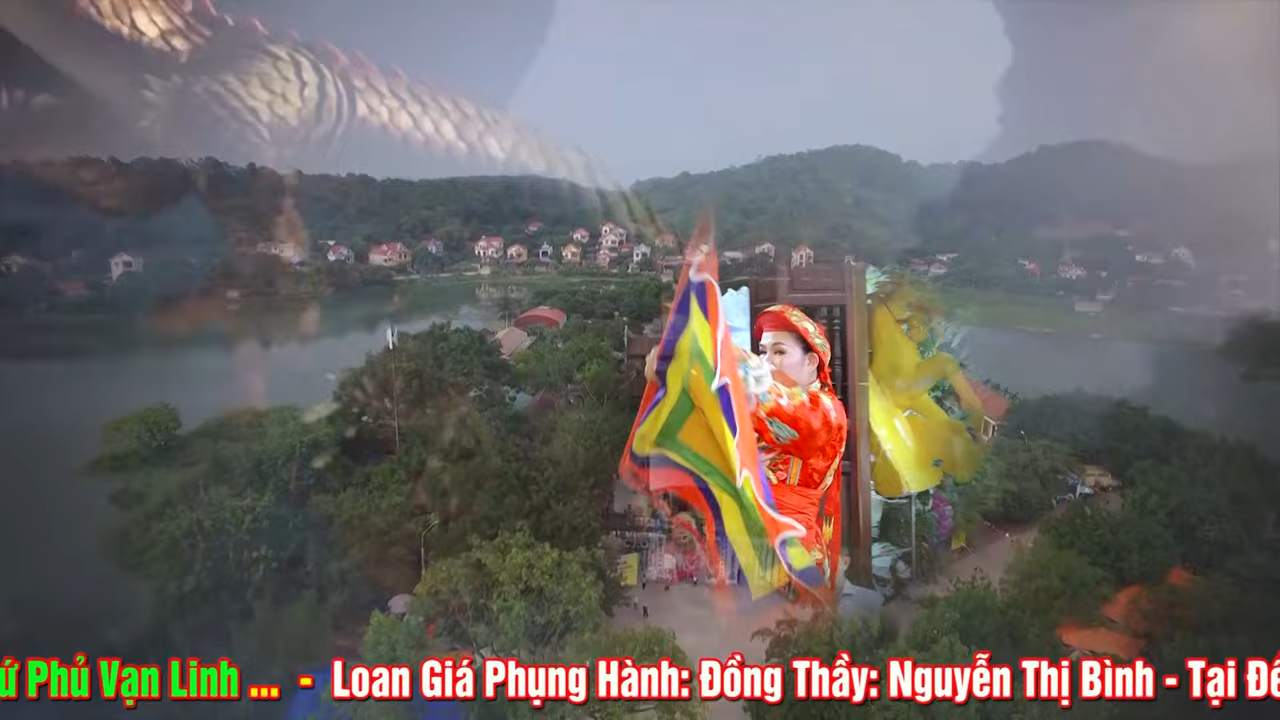 ứ Phủ Vạn Linh ... - Loan Giá Phụng Hành: Đồng Thầy: Nguyễn Thị Bình - Tại Đề